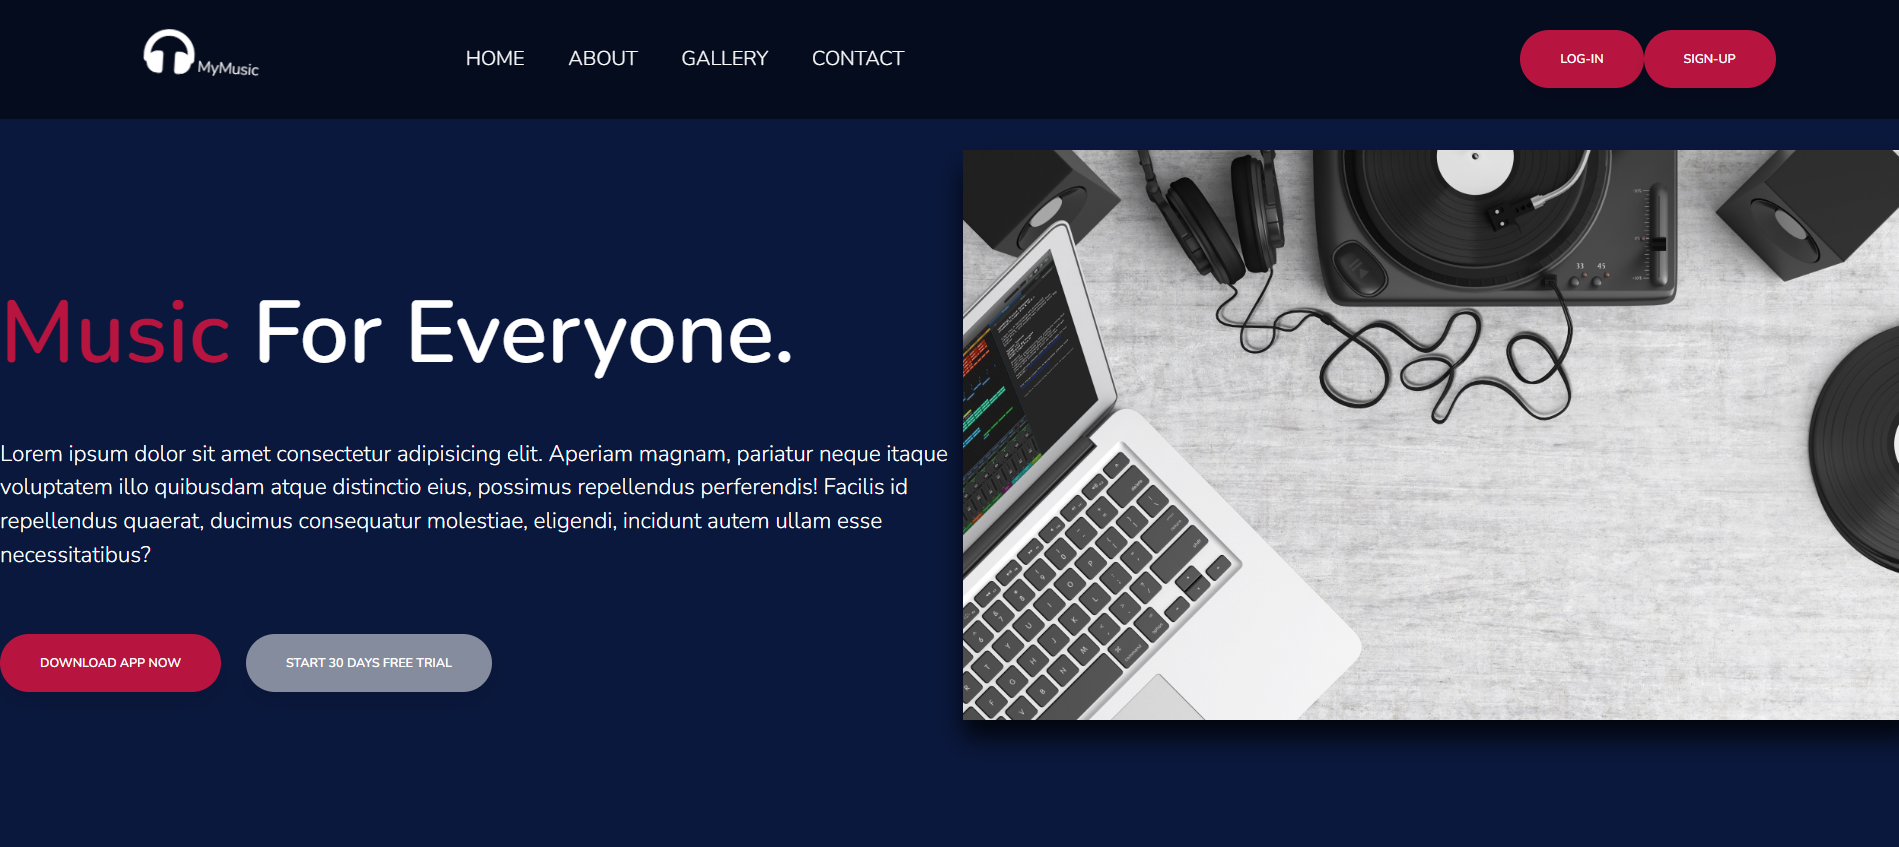 MyMusic
HOME ABOUT GALLERY CONTACT
LOG-IN SIGN-UP
Music For Everyone.
Lorem ipsum dolor sit amet consectetur adipisicing elit. Aperiam magnam, pariatur neque itaque
voluptatem illo quibusdam atque distinctio eius, possimus repellendus perferendis! Facilis id
repellendus quaerat, ducimus consequatur molestiae, eligendi, incidunt autem ullam esse
necessitatibus?
DOWNLOAD APP NOW START 30 DAYS FREE TRIAL
33 45